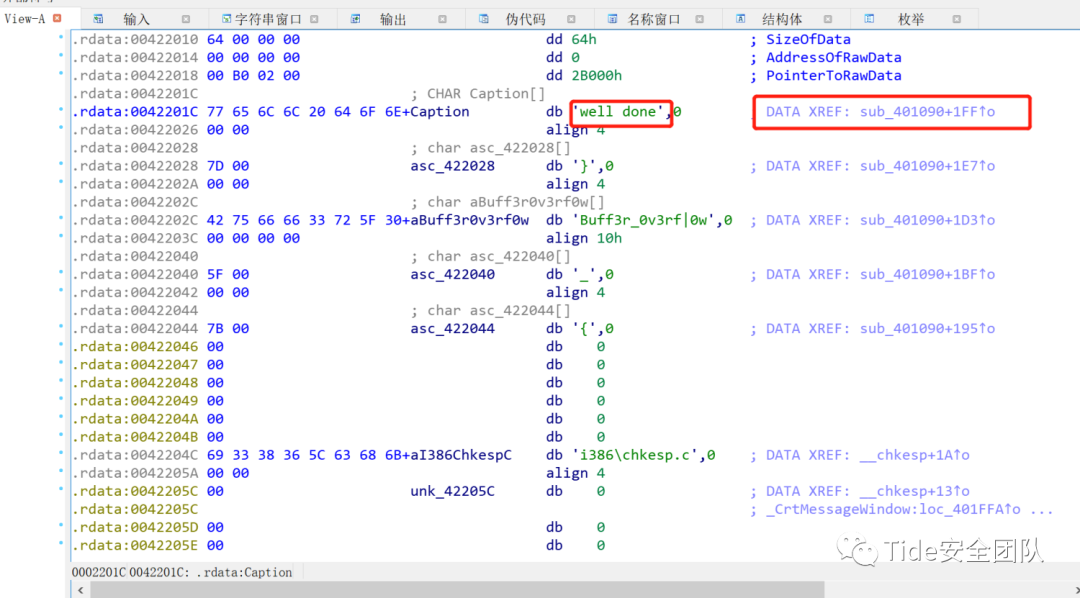 View-A 输入 字符串窗口 输出 伪代码 名称窗口 结构体 枚举
.rdata:00422010 64 00 00 00 dd 64h ; SizeOfData
.rdata:00422014 00 00 00 00 dd 0 ; AddressOfRawData
.rdata:00422018 00 B0 02 00 dd 2B000h ; PointerToRawData
.rdata:0042201C ; CHAR Caption[]
.rdata:0042201C 77 65 6C 6C 20 64 6F 6E+Caption db 'well done',0 DATA XREF: sub_401090+1FF↑o
.rdata:00422026 00 00 align 4
.rdata:00422028 ; char asc_422028[]
.rdata:00422028 7D 00 asc_422028 db '}',0 ; DATA XREF: sub_401090+1E7↑o
.rdata:0042202A 00 00 align 4
.rdata:0042202C ; char aBuff3r0v3rf0w[]
.rdata:0042202C 42 75 66 66 33 72 5F 30+aBuff3r0v3rf0w db 'Buff3r_0v3rf|0w',0 ; DATA XREF: sub_401090+1D3↑o
.rdata:0042203C 00 00 00 00 align 10h
.rdata:00422040 ; char asc_422040[]
.rdata:00422040 5F 00 asc_422040 db '_',0 ; DATA XREF: sub_401090+1BF↑o
.rdata:00422042 00 00 align 4
.rdata:00422044 ; char asc_422044[]
.rdata:00422044 7B 00 asc_422044 db '{',0 ; DATA XREF: sub_401090+195↑o
.rdata:00422046 00 db 0
.rdata:00422047 00 db 0
.rdata:00422048 00 db 0
.rdata:00422049 00 db 0
.rdata:0042204A 00 db 0
.rdata:0042204B 00 db 0
.rdata:0042204C 69 33 38 36 5C 63 68 6B+aI386ChkespC db 'i386\chkesp.c',0 ; DATA XREF: __chkesp+1A↑o
.rdata:0042205A 00 00 align 4
.rdata:0042205C 00 unk_42205C db 0 ; DATA XREF: __chkesp+13↑o
.rdata:0042205C ; _CrtMessageWindow:loc_401FFA↑o ...
.rdata:0042205D 00 db 0
.rdata:0042205E 00 db 0
Tide安全团队
0002201C 0042201C: .rdata:Caption